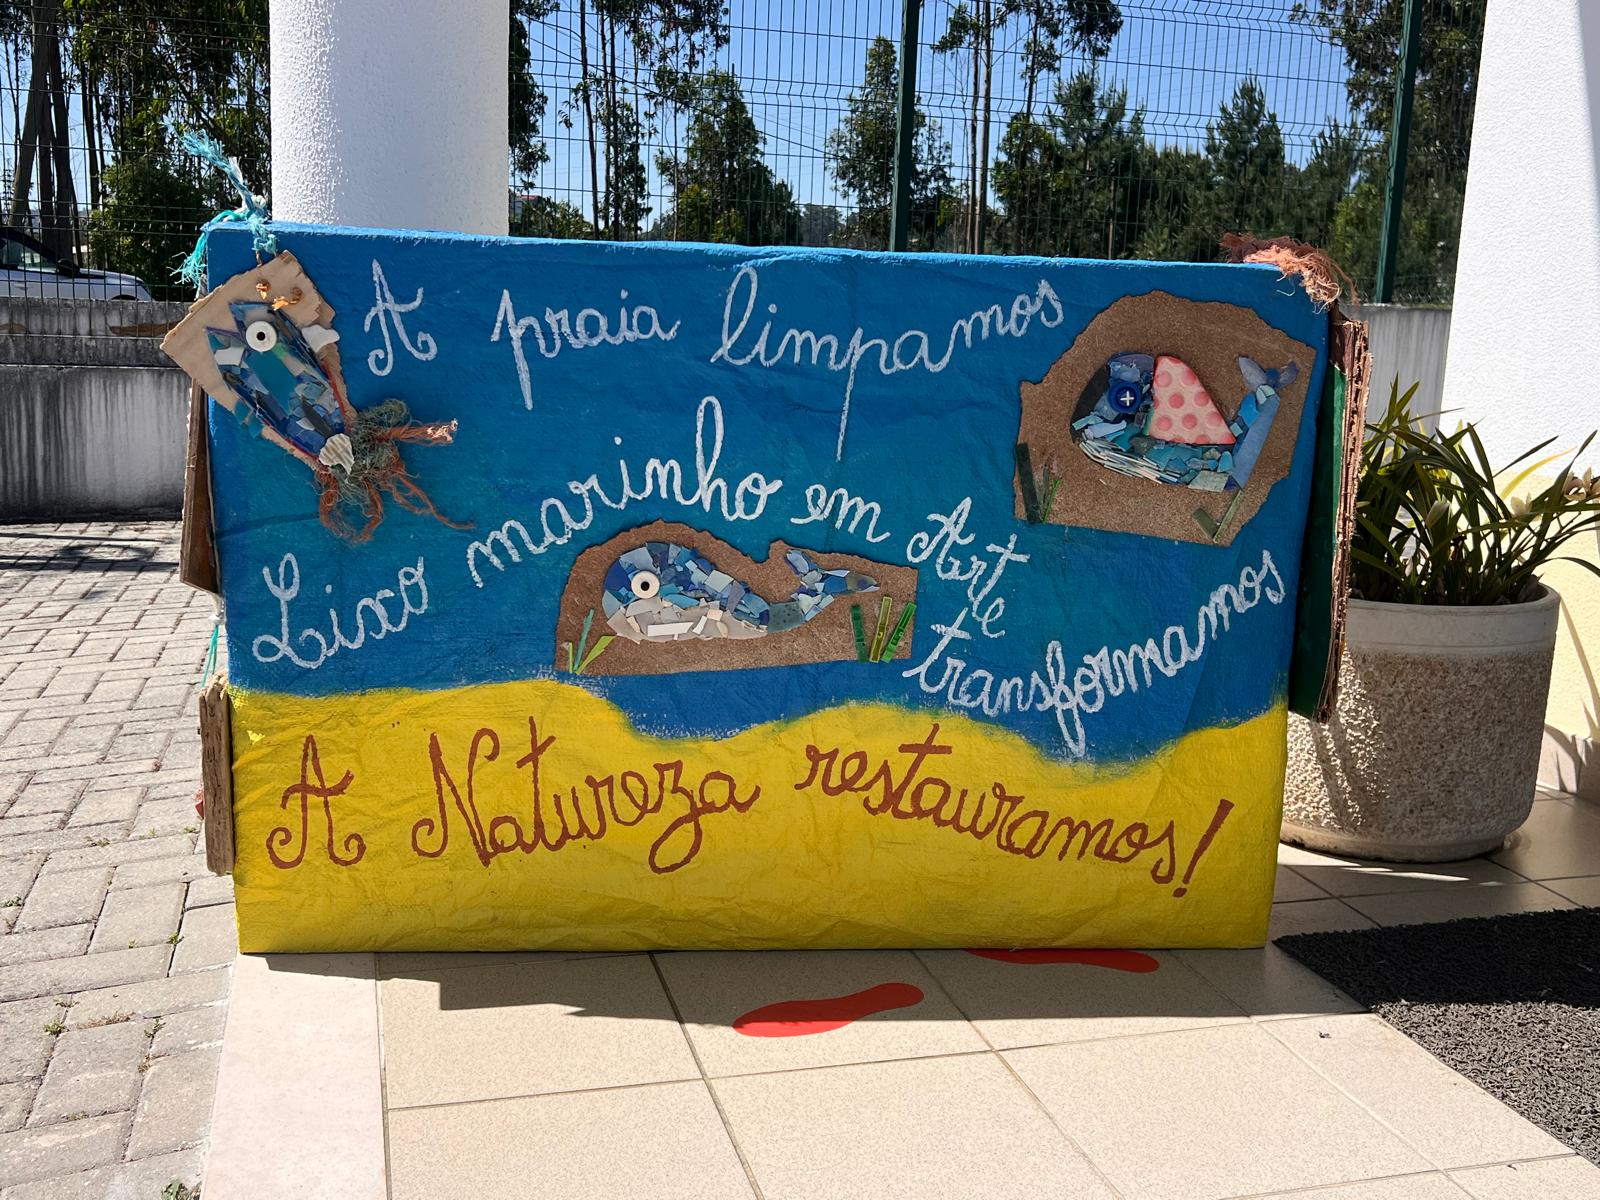 A praia limpamos
Lixo marinho em Arte
transformamos
A Natureza restauramos!